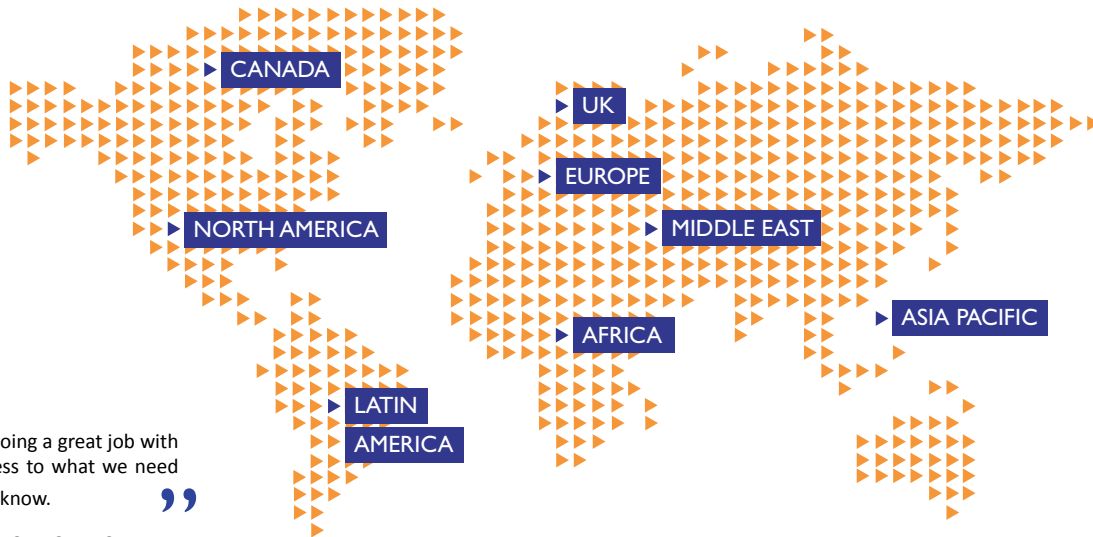 CANADA
UK
EUROPE
NORTH AMERICA
MIDDLE EAST
ASIA PACIFIC
AFRICA
LATIN
AMERICA
oing a great job with
ess to what we need
know.
”